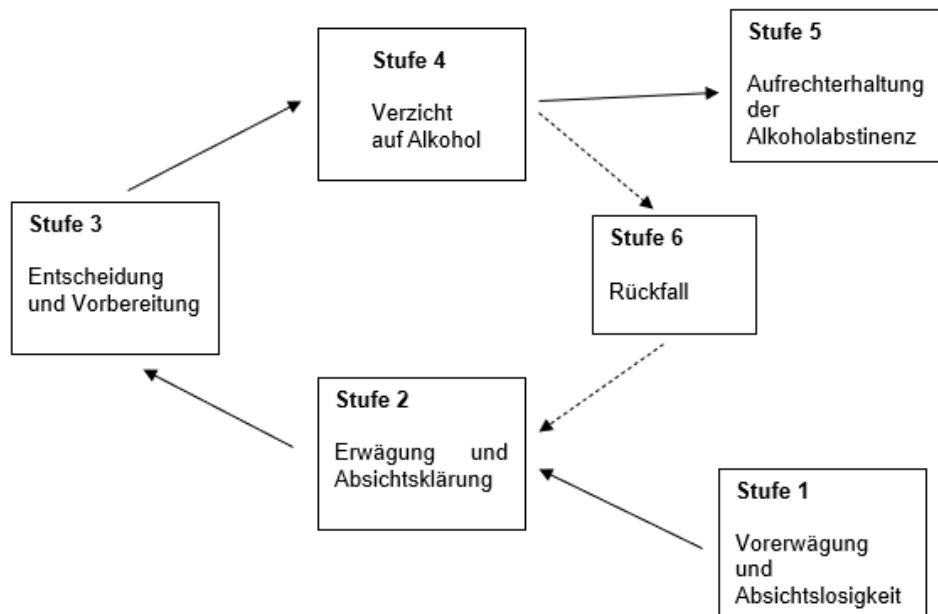 Stufe 4
Verzicht
auf Alkohol
Stufe 5
Aufrechterhaltung
der
Alkoholabstinenz
Stufe 3
Entscheidung
und Vorbereitung
Stufe 6
Rückfall
Stufe 2
Erwägung und
Absichtsklärung
Stufe 1
Vorerwägung
und
Absichtslosigkeit